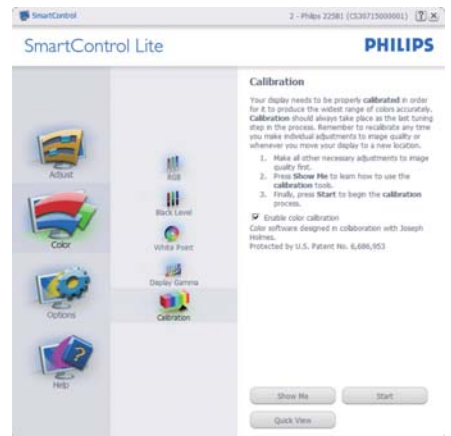 SmartControl
2 - Philips 225B1 (CS20715000001)
SmartControl Lite
PHILIPS
Adjust
Color
Options
Help
RGB
Black Level
White Point
Display Gamma
Calibration
Calibration
Your display needs to be properly calibrated in order
for it to produce the widest range of colors accurately.
Calibration should always take place as the last tuning
step in the process. Remember to recalibrate any time
you make individual adjustments to image quality or
whenever you move your display to a new location.
1. Make all other necessary adjustments to image
quality first.
2. Press Show Me to learn how to use the
calibration tools.
3. Finally, press Start to begin the calibration
process.
Enable color calibration
Color software designed in collaboration with Joseph
Holmes.
Protected by U.S. Patent No. 6,686,953
Show Me
Start
Quick View